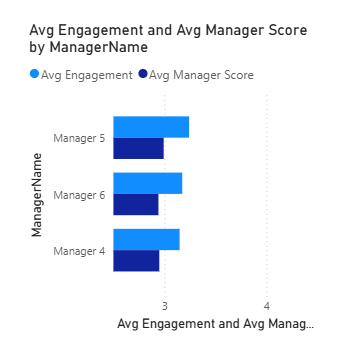 Avg Engagement and Avg Manager Score
by ManagerName
Avg Engagement Avg Manager Score
ManagerName
Manager 5
Manager 6
Manager 4
3 4
Avg Engagement and Avg Manag...